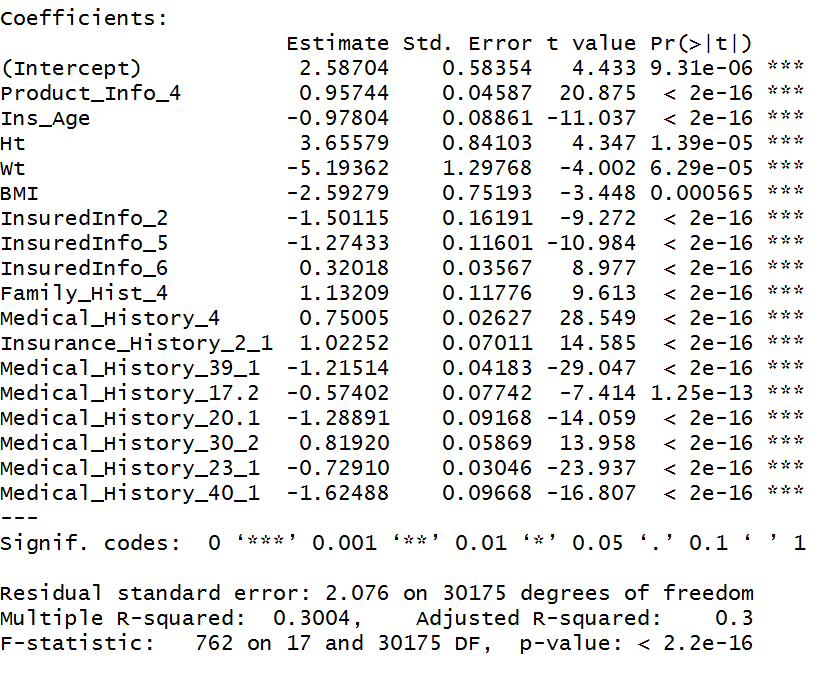 Coefficients:
Estimate Std. Error t value Pr(>|t|)
(Intercept) 2.58704 0.58354 4.433 9.31e-06 ***
Product_Info_4 0.95744 0.04587 20.875 < 2e-16 ***
Ins_Age -0.97804 0.08861 -11.037 < 2e-16 ***
Ht 3.65579 0.84103 4.347 1.39e-05 ***
Wt -5.19362 1.29768 -4.002 6.29e-05 ***
BMI -2.59279 0.75193 -3.448 0.000565 ***
InsuredInfo_2 -1.50115 0.16191 -9.272 < 2e-16 ***
InsuredInfo_5 -1.27433 0.11601 -10.984 < 2e-16 ***
InsuredInfo_6 0.32018 0.03567 8.977 < 2e-16 ***
Family_Hist_4 1.13209 0.11776 9.613 < 2e-16 ***
Medical_History_4 0.75005 0.02627 28.549 < 2e-16 ***
Insurance_History_2_1 1.02252 0.07011 14.585 < 2e-16 ***
Medical_History_39_1 -1.21514 0.04183 -29.047 < 2e-16 ***
Medical_History_17.2 -0.57402 0.07742 -7.414 1.25e-13 ***
Medical_History_20.1 -1.28891 0.09168 -14.059 < 2e-16 ***
Medical_History_30_2 0.81920 0.05869 13.958 < 2e-16 ***
Medical_History_23_1 -0.72910 0.03046 -23.937 < 2e-16 ***
Medical_History_40_1 -1.62488 0.09668 -16.807 < 2e-16 ***
---
Signif. codes: 0 ‘***’ 0.001 ‘**’ 0.01 ‘*’ 0.05 ‘.’ 0.1 ‘ ’ 1
Residual standard error: 2.076 on 30175 degrees of freedom
Multiple R-squared: 0.3004, Adjusted R-squared: 0.3
F-statistic: 762 on 17 and 30175 DF, p-value: < 2.2e-16